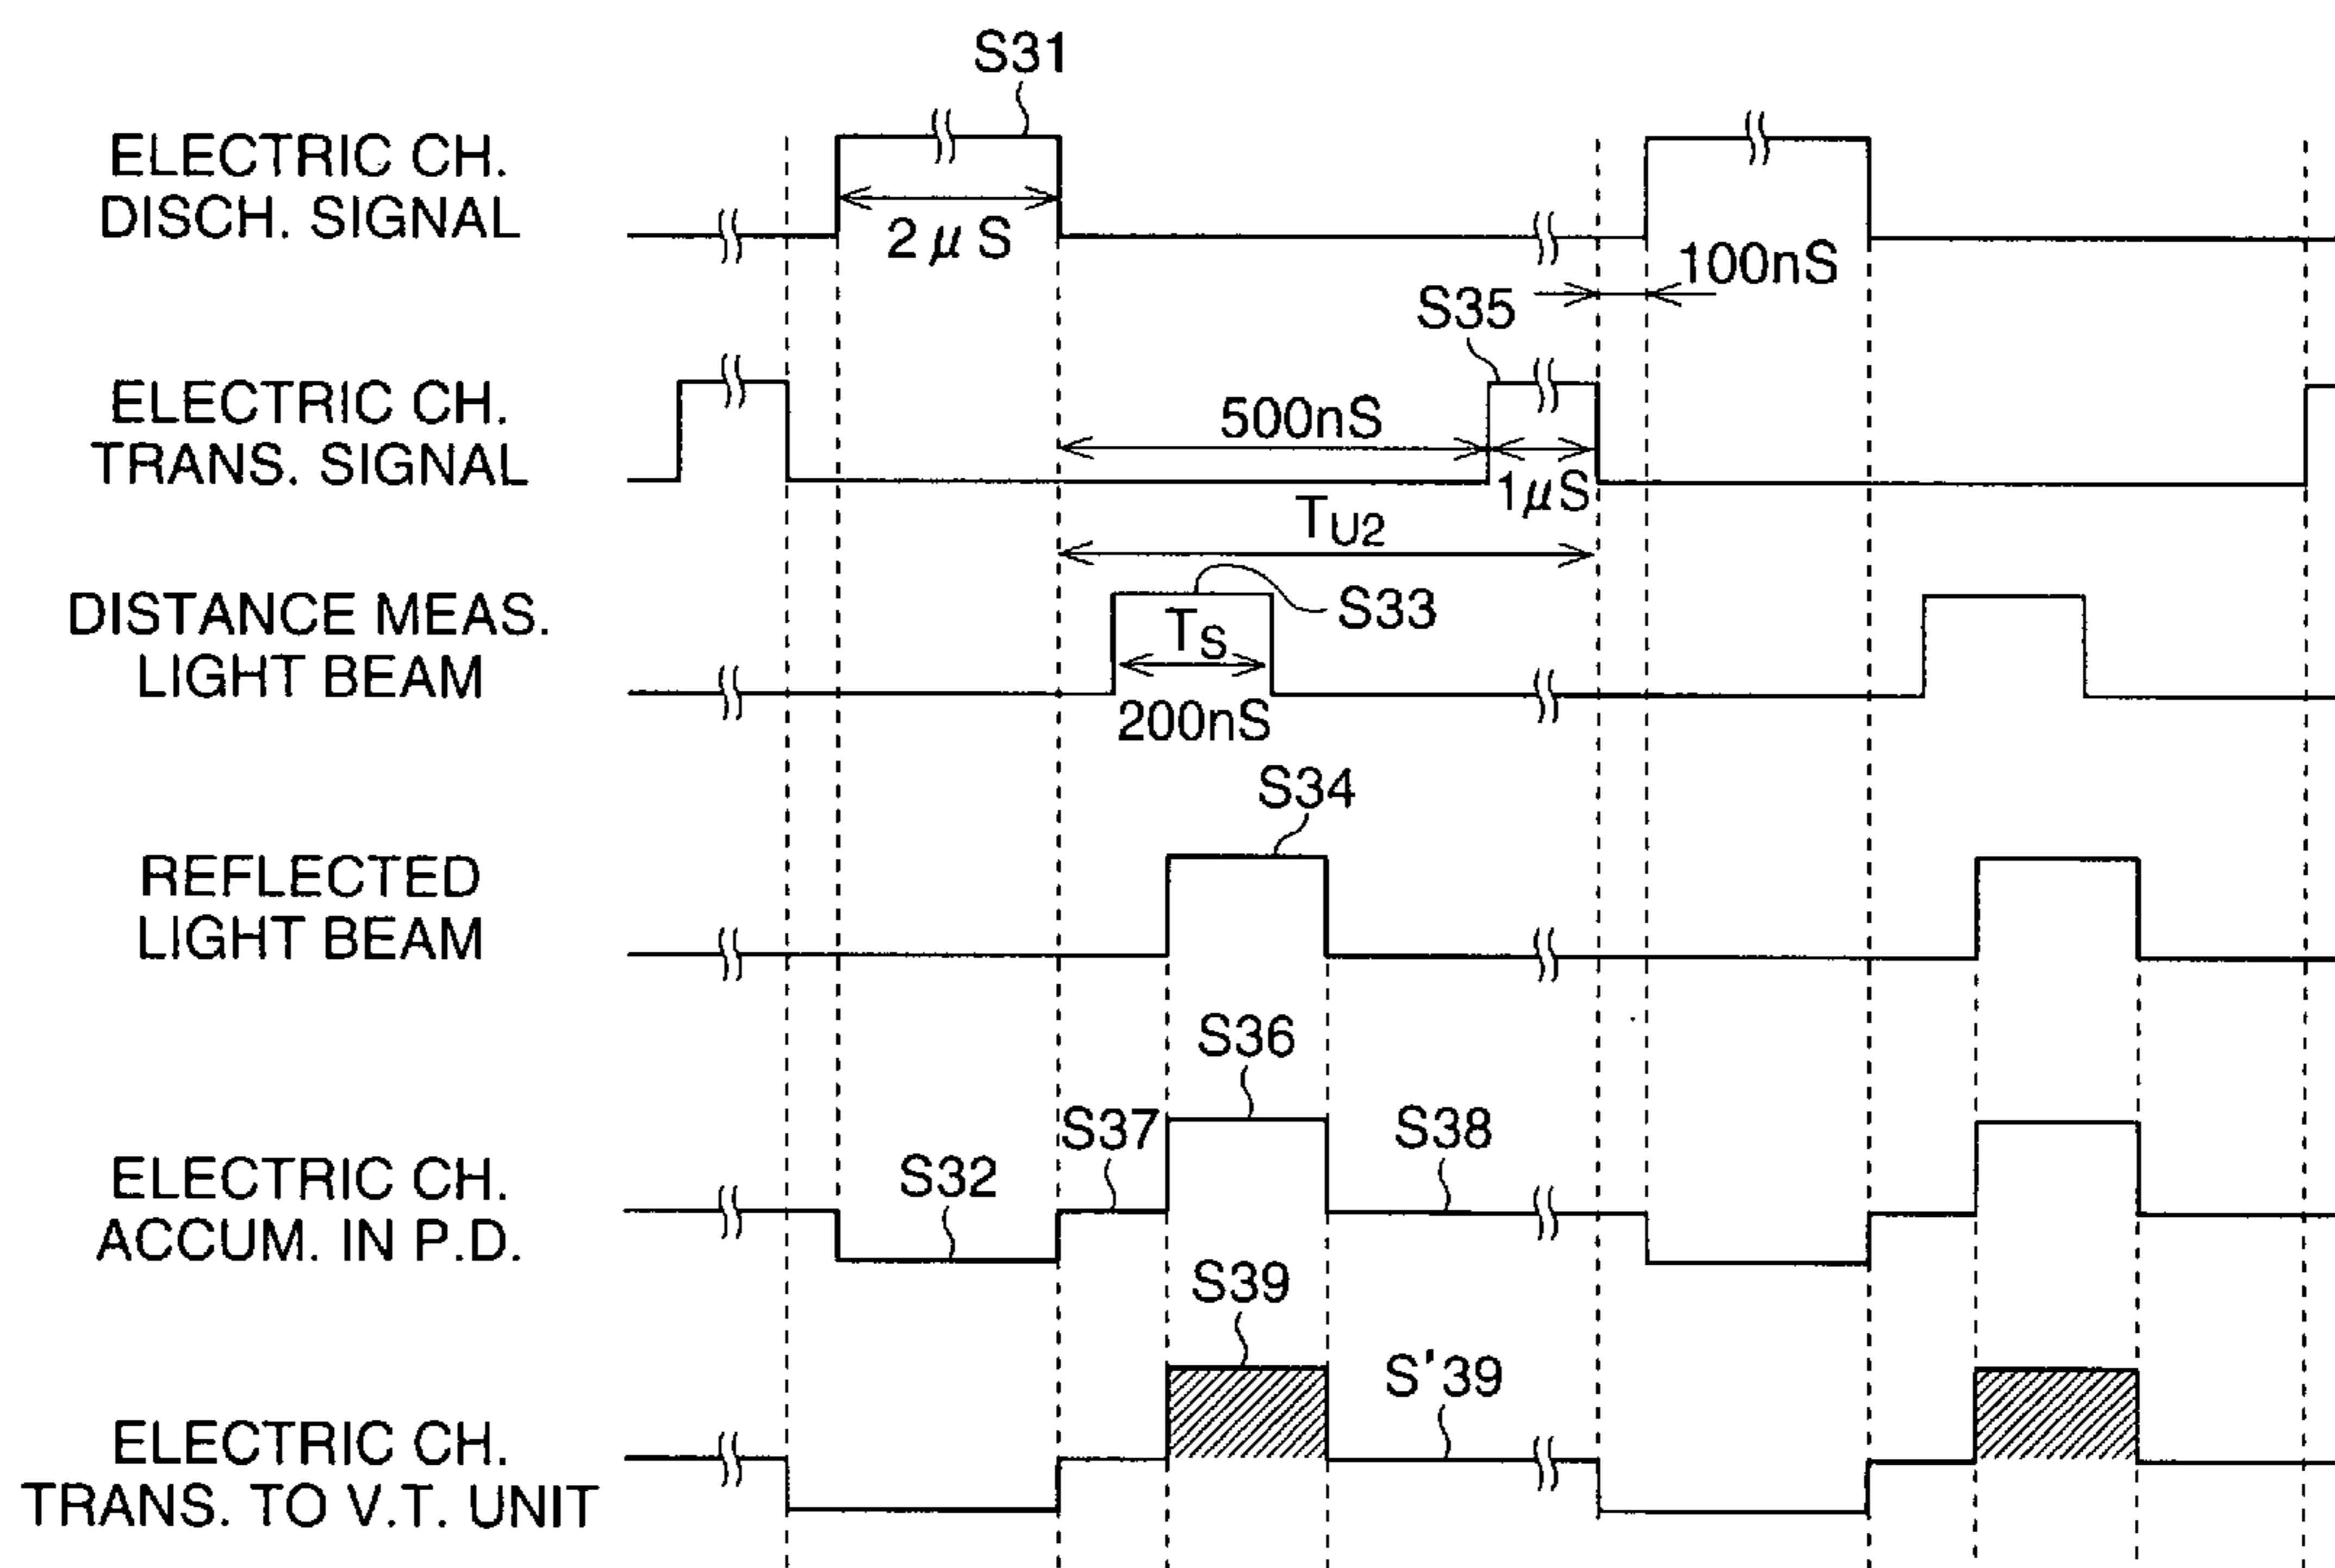 S31
ELECTRIC CH.
DISCH. SIGNAL
2 μ S
100nS
S35
ELECTRIC CH.
TRANS. SIGNAL
500nS
1μS
TU2
DISTANCE MEAS.
LIGHT BEAM
TS
S33
200nS
S34
REFLECTED
LIGHT BEAM
S36
S37
S38
ELECTRIC CH.
ACCUM. IN P.D.
S32
S39
S'39
ELECTRIC CH.
TRANS. TO V.T. UNIT